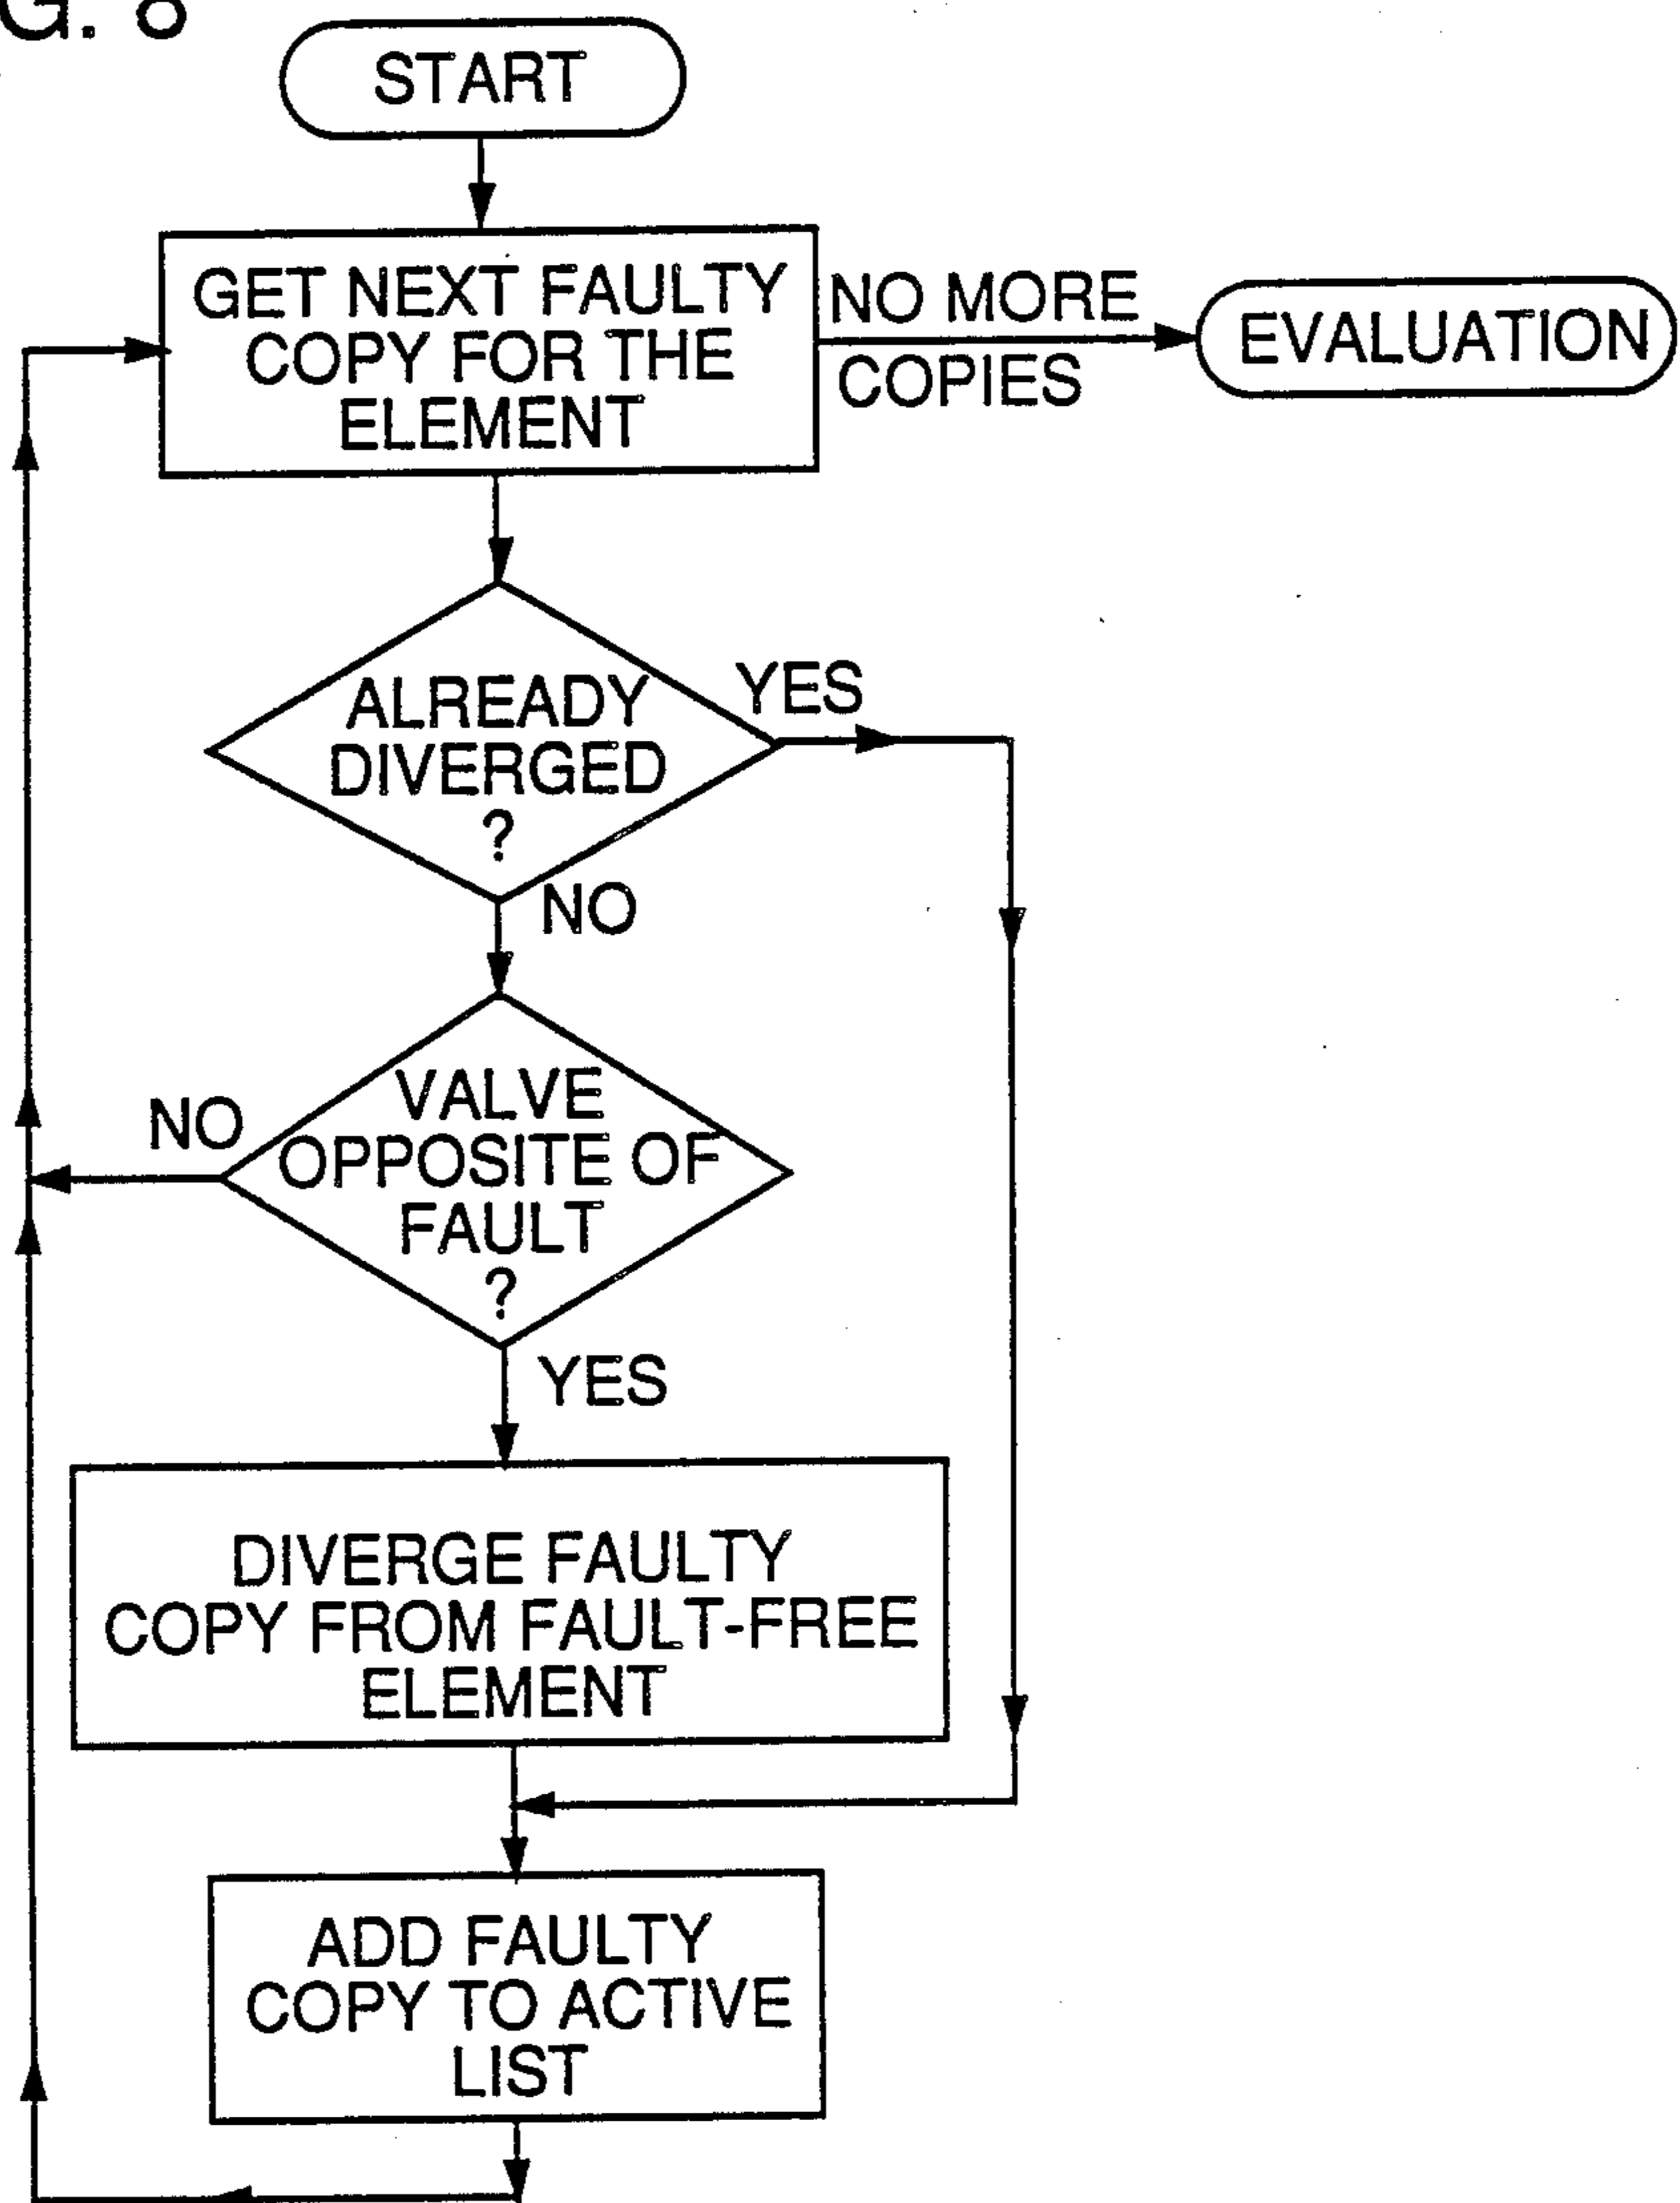 G. 8
START
GET NEXT FAULTY
COPY FOR THE
ELEMENT
NO MORE
COPIES
EVALUATION
ALREADY
DIVERGED
?
YES
NO
VALVE
OPPOSITE OF
FAULT
?
NO
YES
DIVERGE FAULTY
COPY FROM FAULT-FREE
ELEMENT
ADD FAULTY
COPY TO ACTIVE
LIST